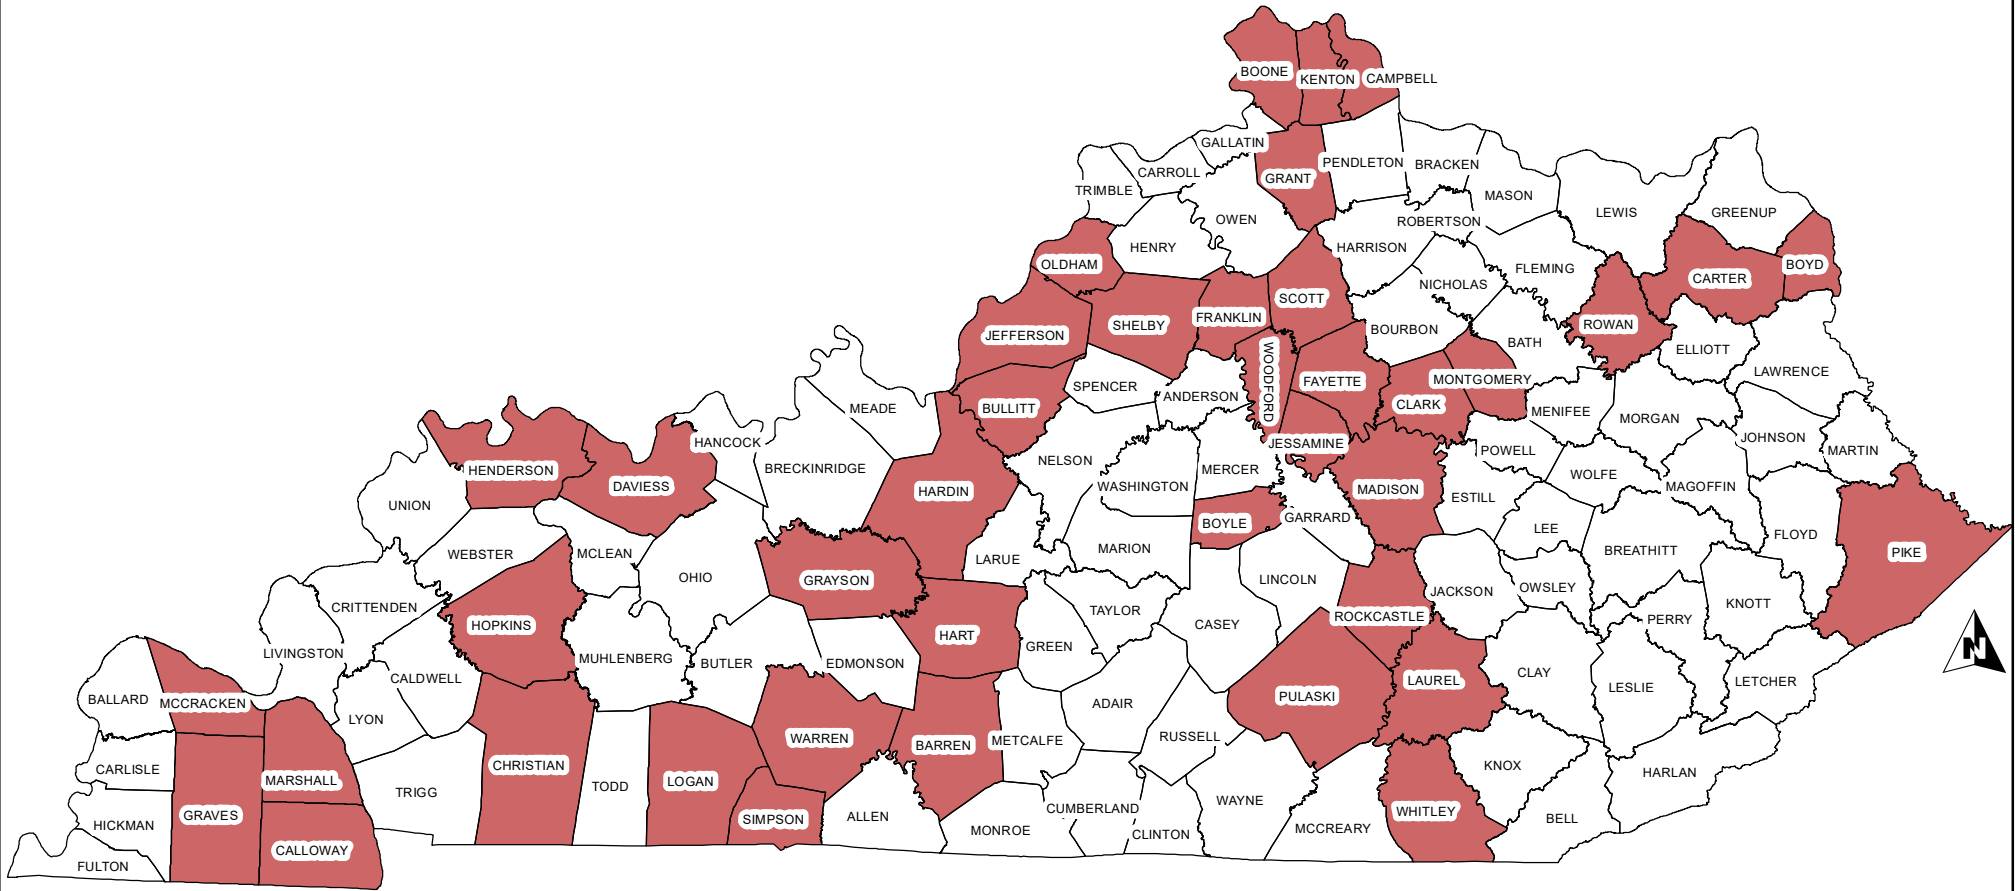 BOONE
KENTON
CAMPBELL
GALLATIN
PENDLETON
BRACKEN
CARROLL
GRANT
TRIMBLE
MASON
LEWIS
GREENUP
OWEN
ROBERTSON
HENRY
HARRISON
OLDHAM
FLEMING
BOYD
CARTER
NICHOLAS
SCOTT
SHELBY
FRANKLIN
JEFFERSON
BOURBON
ROWAN
BATH
ELLIOTT
WOODFORD
FAYETTE
MONTGOMERY
LAWRENCE
SPENCER
ANDERSON
CLARK
MEADE
BULLITT
MENIFEE
MORGAN
HANCOCK
JESSAMINE
JOHNSON
POWELL
MARTIN
HENDERSON
BRECKINRIDGE
NELSON
MERCER
WOLFE
DAVIESS
HARDIN
WASHINGTON
MADISON
MAGOFFIN
ESTILL
UNION
BOYLE
GARRARD
LEE
FLOYD
WEBSTER
MCLEAN
MARION
BREATHITT
PIKE
LARUE
OHIO
GRAYSON
LINCOLN
OWSLEY
JACKSON
CRITTENDEN
TAYLOR
KNOTT
ROCKCASTLE
PERRY
HOPKINS
HART
CASEY
GREEN
LIVINGSTON
MUHLENBERG
BUTLER
EDMONSON
N
CLAY
CALDWELL
LAUREL
LETCHER
LESLIE
PULASKI
BALLARD
MCCRACKEN
ADAIR
LYON
WARREN
BARREN
METCALFE
RUSSELL
CARLISLE
CHRISTIAN
KNOX
HARLAN
MARSHALL
LOGAN
TODD
TRIGG
WAYNE
CUMBERLAND
WHITLEY
GRAVES
SIMPSON
ALLEN
BELL
HICKMAN
MONROE
CLINTON
MCCREARY
CALLOWAY
FULTON